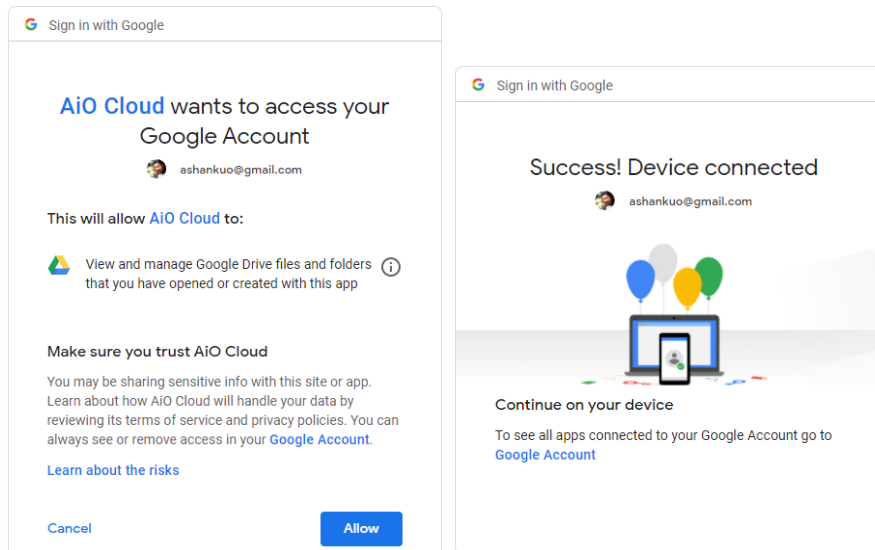 Sign in with Google
AiO Cloud wants to access your
Google Account
ashankuo@gmail.com
This will allow AiO Cloud to:
View and manage Google Drive files and folders
that you have opened or created with this app
Make sure you trust AiO Cloud
You may be sharing sensitive info with this site or app.
Learn about how AiO Cloud will handle your data by
reviewing its terms of service and privacy policies. You can
always see or remove access in your Google Account.
Learn about the risks
Cancel
Allow
Sign in with Google
Success! Device connected
ashankuo@gmail.com
Continue on your device
To see all apps connected to your Google Account go to
Google Account